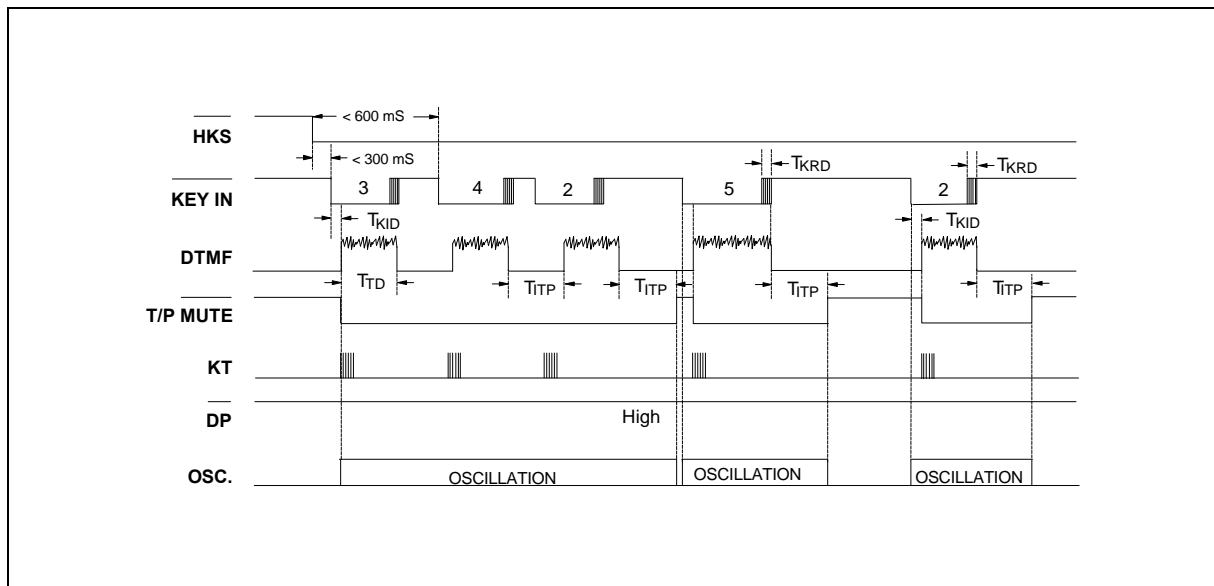 HKS
< 600 mS
< 300 mS
TKRD
TKRD
KEY IN
3
4
2
5
2
TKID
TKID
DTMF
TTD
TITP
TITP
TITP
TITP
T/P MUTE
KT
High
DP
OSC.
OSCILLATION
OSCILLATION
OSCILLATION